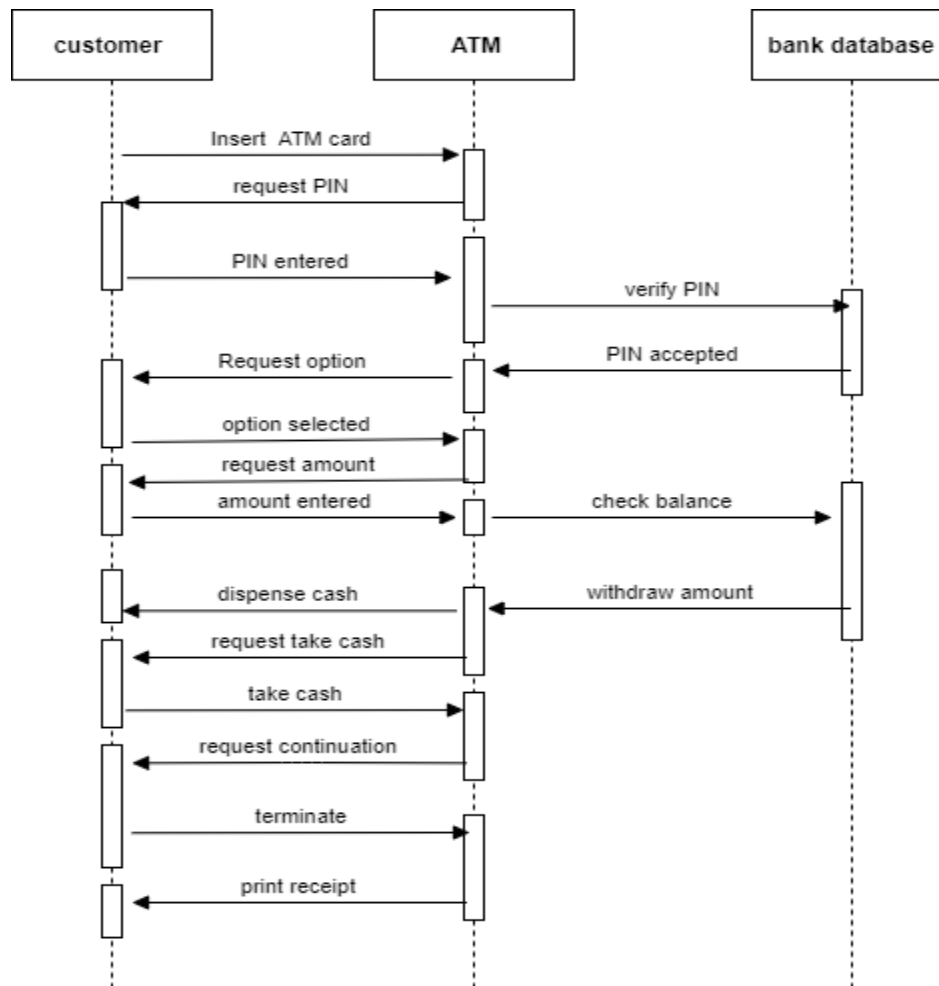 customer
ATM
bank database
Insert ATM card
request PIN
PIN entered
verify PIN
PIN accepted
Request option
option selected
request amount
amount entered
check balance
withdraw amount
dispense cash
request take cash
take cash
request continuation
terminate
print receipt